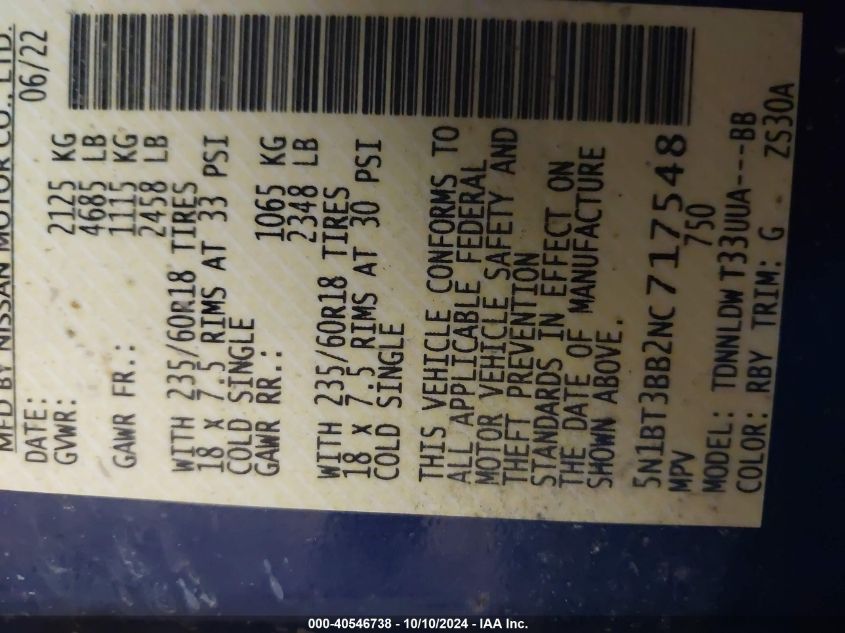 MFD BY NISSAN MOTOR CO., LTD.
DATE: 06/22
GVWR: 2125 KG
4685 LB
GAWR FR.: 1115 KG
2458 LB
WITH 235/60R18 TIRES
18 X 7.5 RIMS AT 33 PSI
COLD SINGLE
GAWR RR.: 1065 KG
2348 LB
WITH 235/60R18 TIRES
18 X 7.5 RIMS AT 30 PSI
COLD SINGLE
THIS VEHICLE CONFORMS TO
ALL APPLICABLE FEDERAL
MOTOR VEHICLE SAFETY AND
THEFT PREVENTION
STANDARDS IN EFFECT ON
THE DATE OF MANUFACTURE
SHOWN ABOVE.
5N1BT3BB2NC717548
MPV 750
MODEL: TDNNLDWT33UUA---BB
COLOR: RBY TRIM: G ZS30A
000-40546738 - 10/10/2024 - IAA Inc.